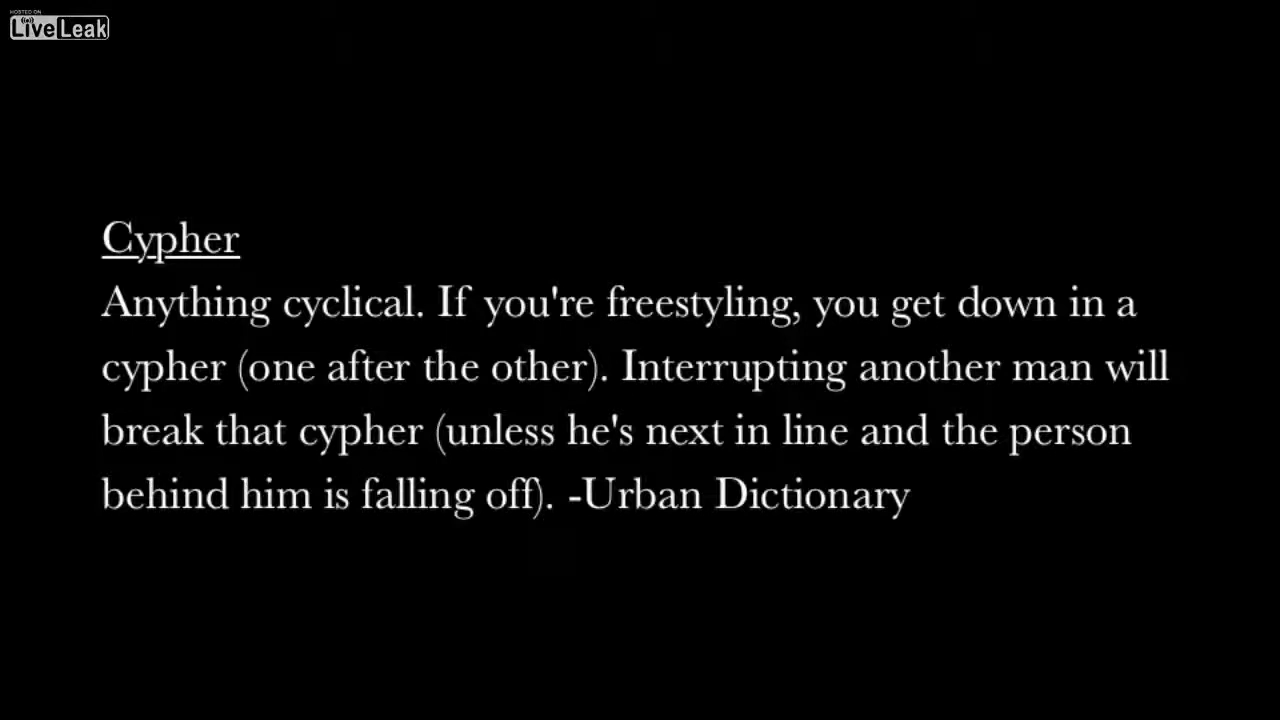 HOSTED ON
LiveLeak
Cypher
Anything cyclical. If you're freestyling, you get down in a
cypher (one after the other). Interrupting another man will
break that cypher (unless he's next in line and the person
behind him is falling off). -Urban Dictionary